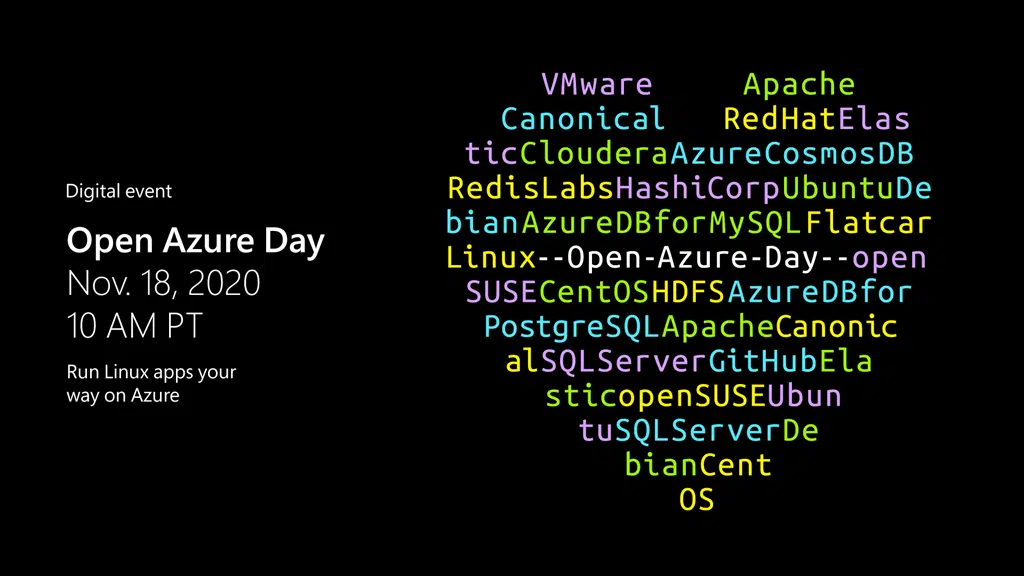 Digital event
Open Azure Day
Nov. 18, 2020
10 AM PT
Run Linux apps your
way on Azure
VMware Apache
Canonical RedHatElas
ticClouderaAzureCosmosDB
RedisLabsHashiCorpUbuntuDe
bianAzureDBforMySQLFlatcar
Linux--Open-Azure-Day--open
SUSECentOSHDFSAzureDBfor
PostgreSQLApacheCanonic
alSQLServerGitHubEla
sticopenSUSEUbun
tuSQLServerDe
bianCent
OS